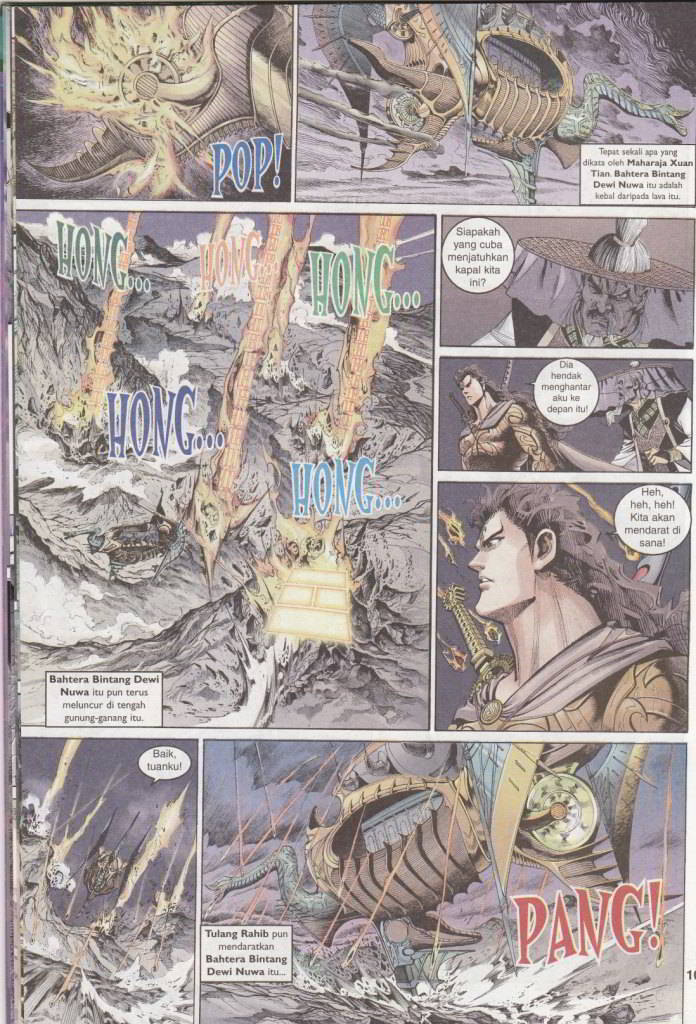 POP!
Tepat sekali apa yang
dikata oleh Maharaja Xuan
Tian. Bahtera Bintang
Dewi Nuwa itu adalah
kebal daripada lava itu.
HONG...
HONG...
HONG...
HONG...
HONG...
Bahtera Bintang Dewi
Nuwa itu pun terus
meluncur di tengah
gunung-ganang itu.
Siapakah
yang cuba
menjatuhkan
kapal kita
ini?
Dia
hendak
menghantar
aku ke
depan itu!
Heh,
heh, heh!
Kita akan
mendarat di
sana!
Baik,
tuanku!
Tulang Rahib pun
mendaratkan
Bahtera Bintang
Dewi Nuwa itu...
PANG!